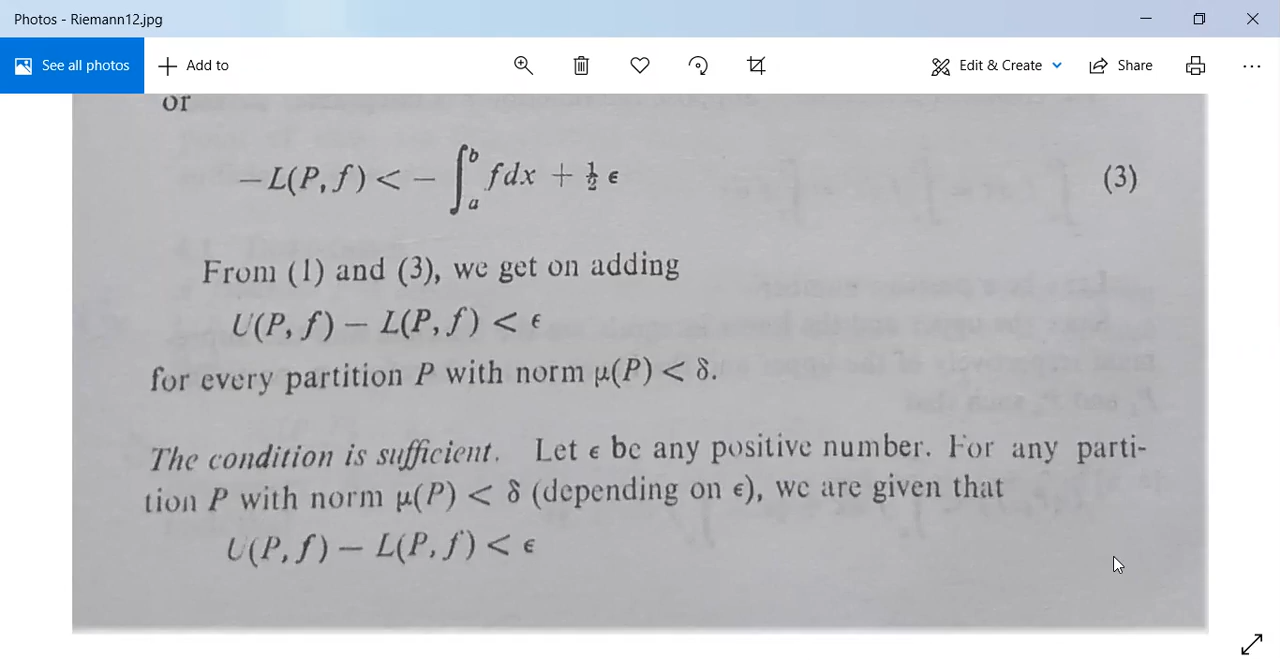 Photos - Riemann12.jpg
See all photos
Add to
Edit & Create
Share
or
−L(P, f) < − ∫_a^b fdx + ½ ϵ (3)
From (1) and (3), we get on adding
U(P, f) − L(P, f) < ϵ
for every partition P with norm μ(P) < δ.
The condition is sufficient. Let ϵ be any positive number. For any parti-
tion P with norm μ(P) < δ (depending on ϵ), we are given that
U(P, f) − L(P, f) < ϵ